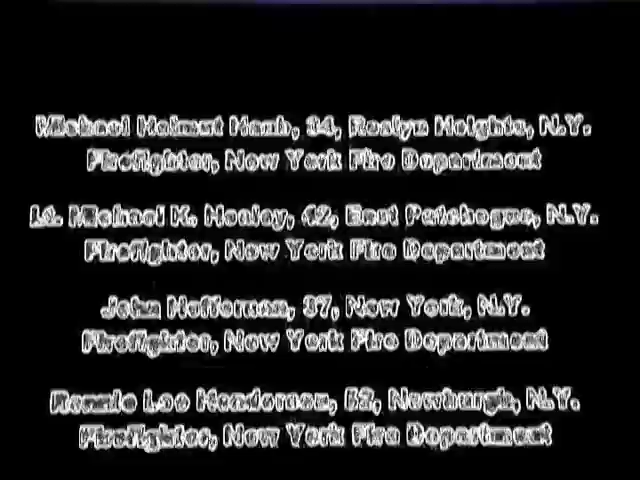 Michael Helmut Haub, 34, Roslyn Heights, N.Y.
Firefighter, New York Fire Department
Lt. Michael K. Healey, 42, East Patchogue, N.Y.
Firefighter, New York Fire Department
John Heffernan, 37, New York, N.Y.
Firefighter, New York Fire Department
Ronnie Lee Henderson, 52, Newburgh, N.Y.
Firefighter, New York Fire Department